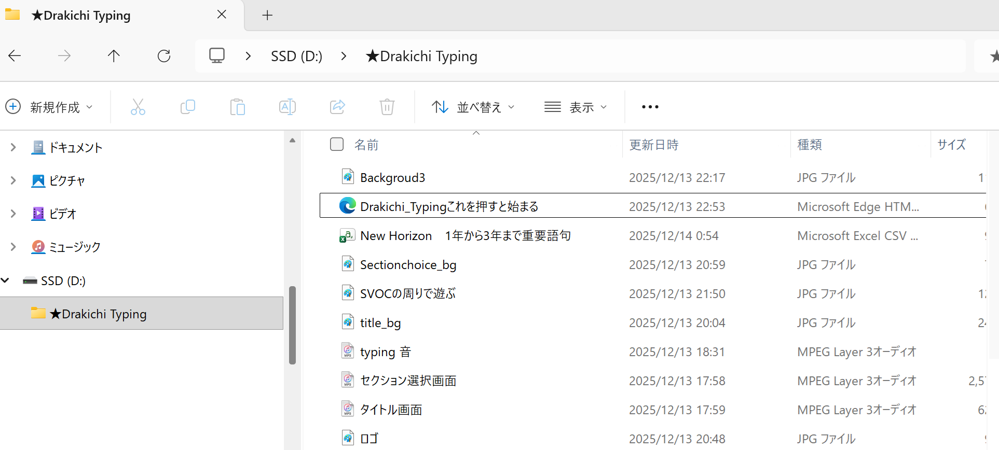 ★Drakichi Typing
SSD (D:) ★Drakichi Typing
新規作成 並べ替え 表示
ドキュメント
ピクチャ
ビデオ
ミュージック
SSD (D:)
★Drakichi Typing
名前 更新日時 種類 サイズ
Backgroud3 2025/12/13 22:17 JPG ファイル
Drakichi_Typingこれを押すと始まる 2025/12/13 22:53 Microsoft Edge HTM...
New Horizon　1年から3年まで重要語句 2025/12/14 0:54 Microsoft Excel CSV ...
Sectionchoice_bg 2025/12/13 20:59 JPG ファイル
SVOCの周りで遊ぶ 2025/12/13 21:50 JPG ファイル
title_bg 2025/12/13 20:04 JPG ファイル
typing 音 2025/12/13 18:31 MPEG Layer 3オーディオ
セクション選択画面 2025/12/13 17:58 MPEG Layer 3オーディオ
タイトル画面 2025/12/13 17:59 MPEG Layer 3オーディオ
ロゴ 2025/12/13 20:48 JPG ファイル